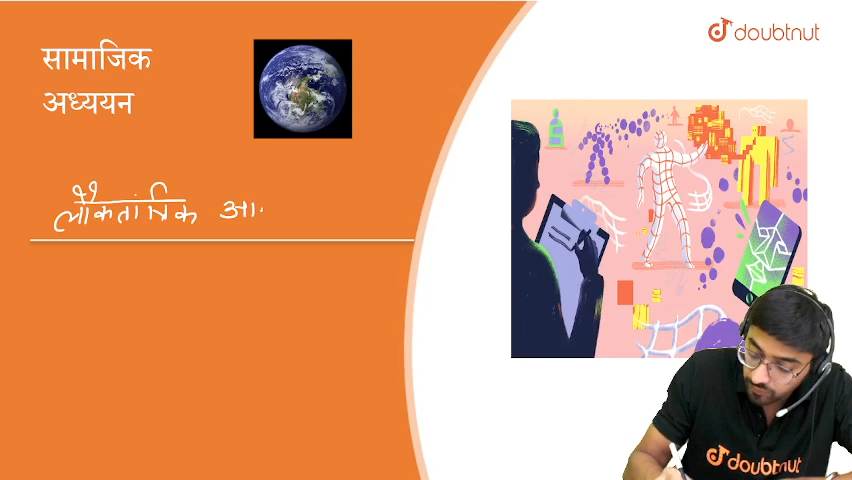 सामाजिक
अध्ययन
लोकतांत्रिक आ
doubtnut
doubtnut